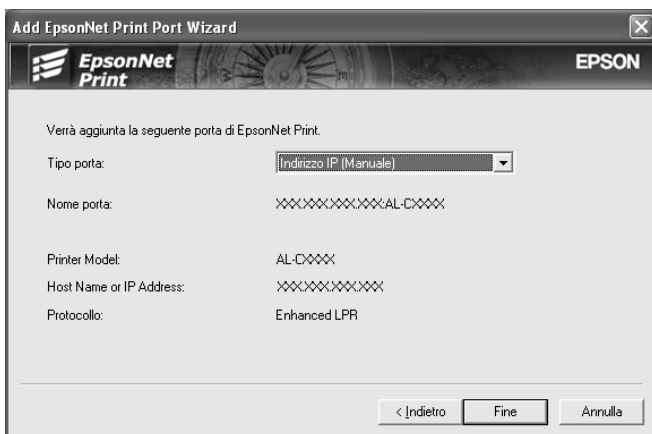 Add EpsonNet Print Port Wizard
EpsonNet
Print
EPSON
W
E
Verrà aggiunta la seguente porta di EpsonNet Print.
Tipo porta: Indirizzo IP (Manuale)
Nome porta: XXX.XXX.XXX.XXX:AL-CXXXX
Printer Model: AL-CXXXX
Host Name or IP Address: XXX.XXX.XXX.XXX
Protocollo: Enhanced LPR
< Indietro Fine Annulla